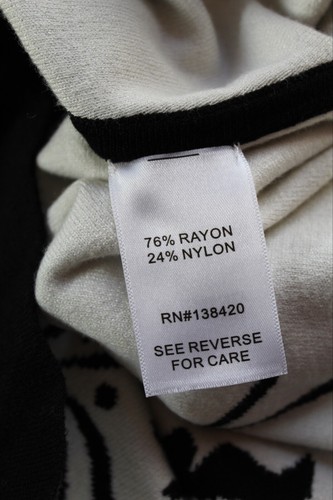 76% RAYON
24% NYLON
RN#138420
SEE REVERSE
FOR CARE